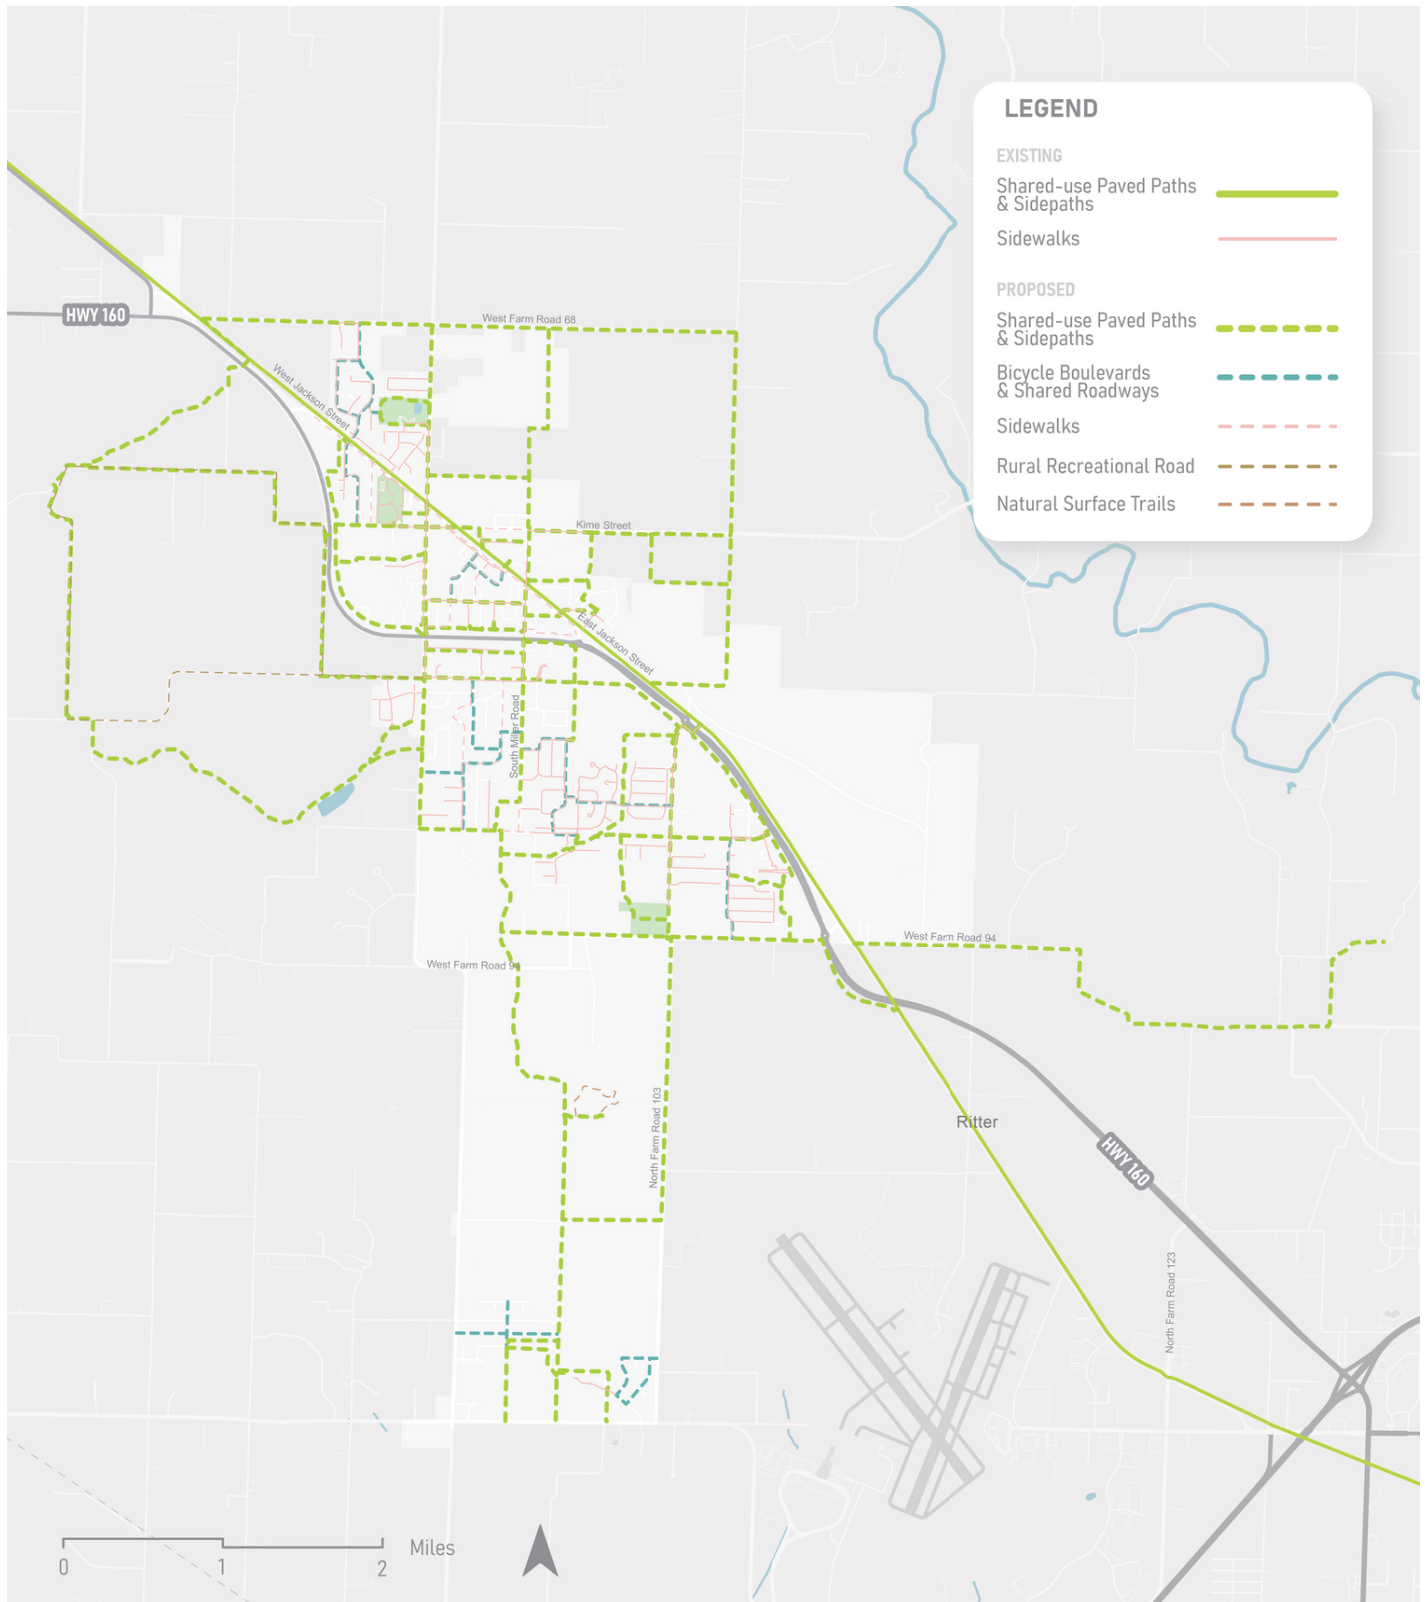 LEGEND
EXISTING
Shared-use Paved Paths
& Sidepaths
Sidewalks
PROPOSED
Shared-use Paved Paths
& Sidepaths
Bicycle Boulevards
& Shared Roadways
Sidewalks
Rural Recreational Road
Natural Surface Trails
HWY 160
West Farm Road 68
West Jackson Street
Kime Street
East Jackson Street
South Miller Road
West Farm Road 94
West Farm Road 94
North Farm Road 103
Ritter
HWY 160
North Farm Road 123
0 1 2 Miles